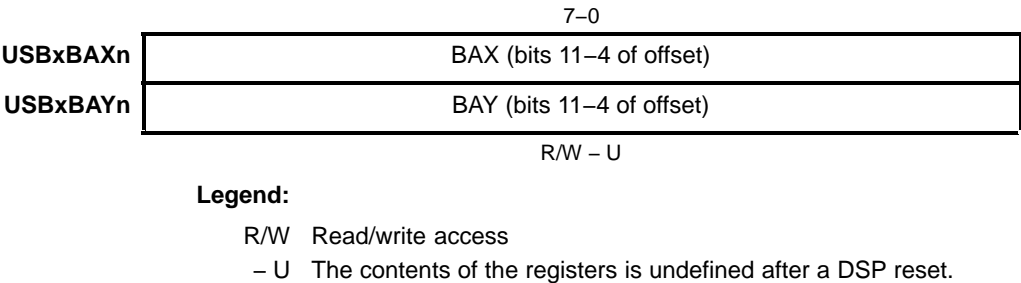 7–0
USBxBAXn BAX (bits 11–4 of offset)
USBxBAYn BAY (bits 11–4 of offset)
R/W – U
Legend:
R/W Read/write access
– U The contents of the registers is undefined after a DSP reset.